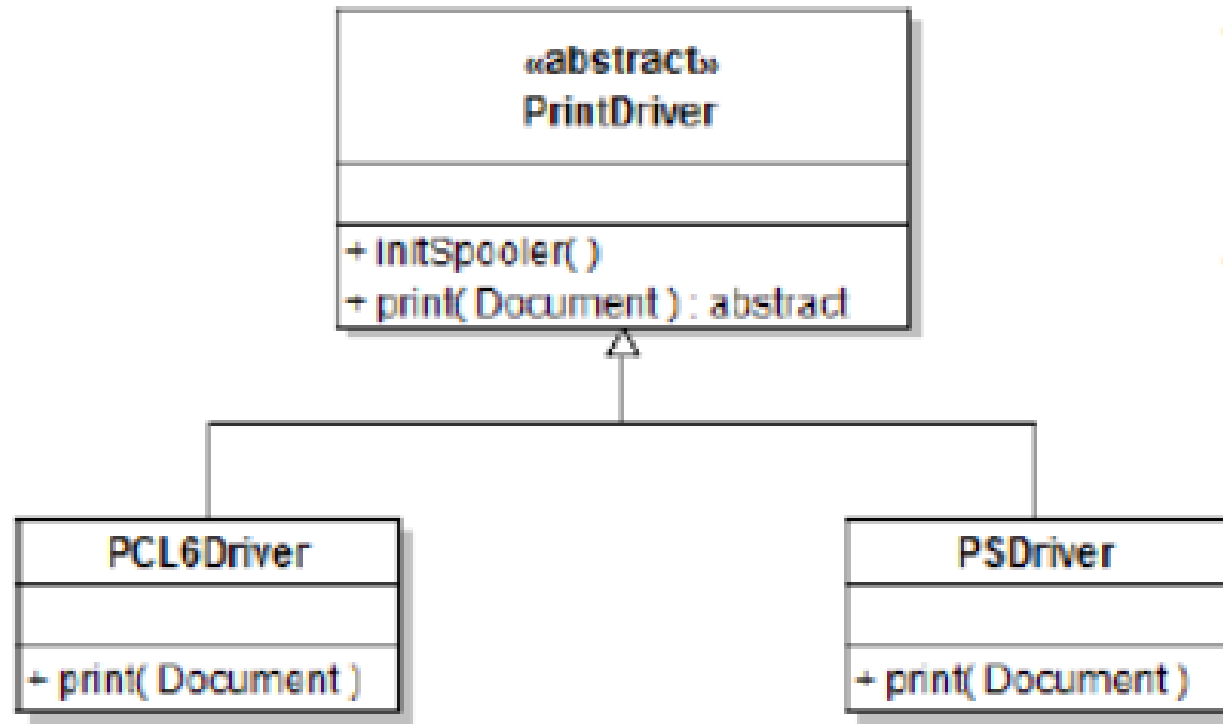 «abstract»
PrintDriver
+ initSpooler( )
+ print( Document ) : abstract
PCL6Driver
+ print( Document )
PSDriver
+ print( Document )